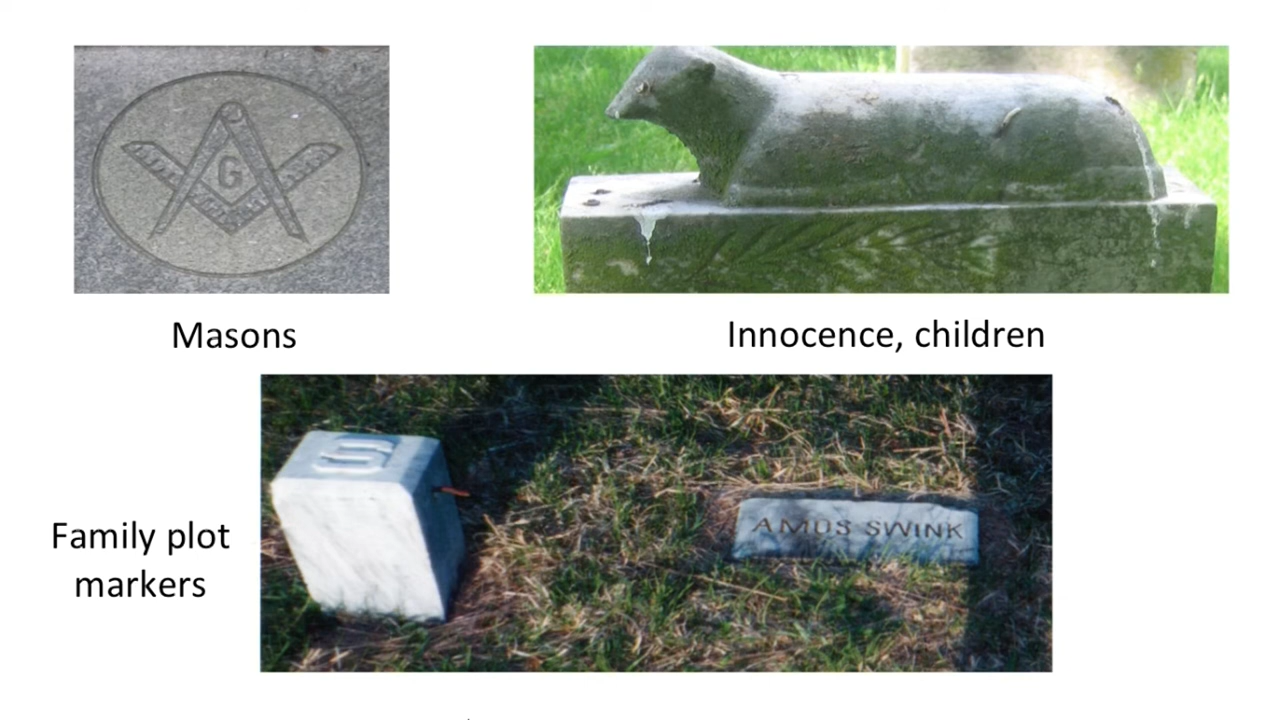 G
Masons
Innocence, children
S
AMOS SWINK
Family plot
markers